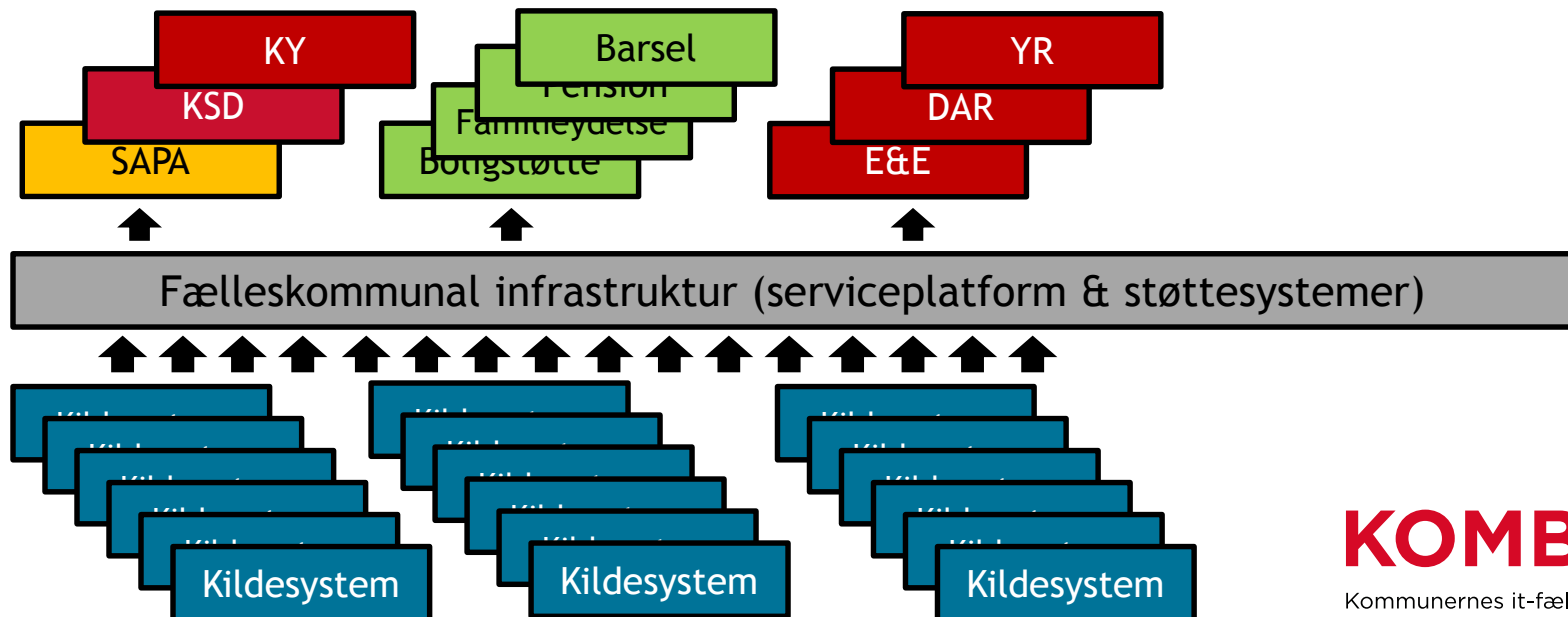 KY
KSD
SAPA
Barsel
Pension
Familieydelse
Boligstøtte
YR
DAR
E&E
Fælleskommunal infrastruktur (serviceplatform & støttesystemer)
Kildesystem
Kildesystem
Kildesystem
KOMB
Kommunernes it-fæl